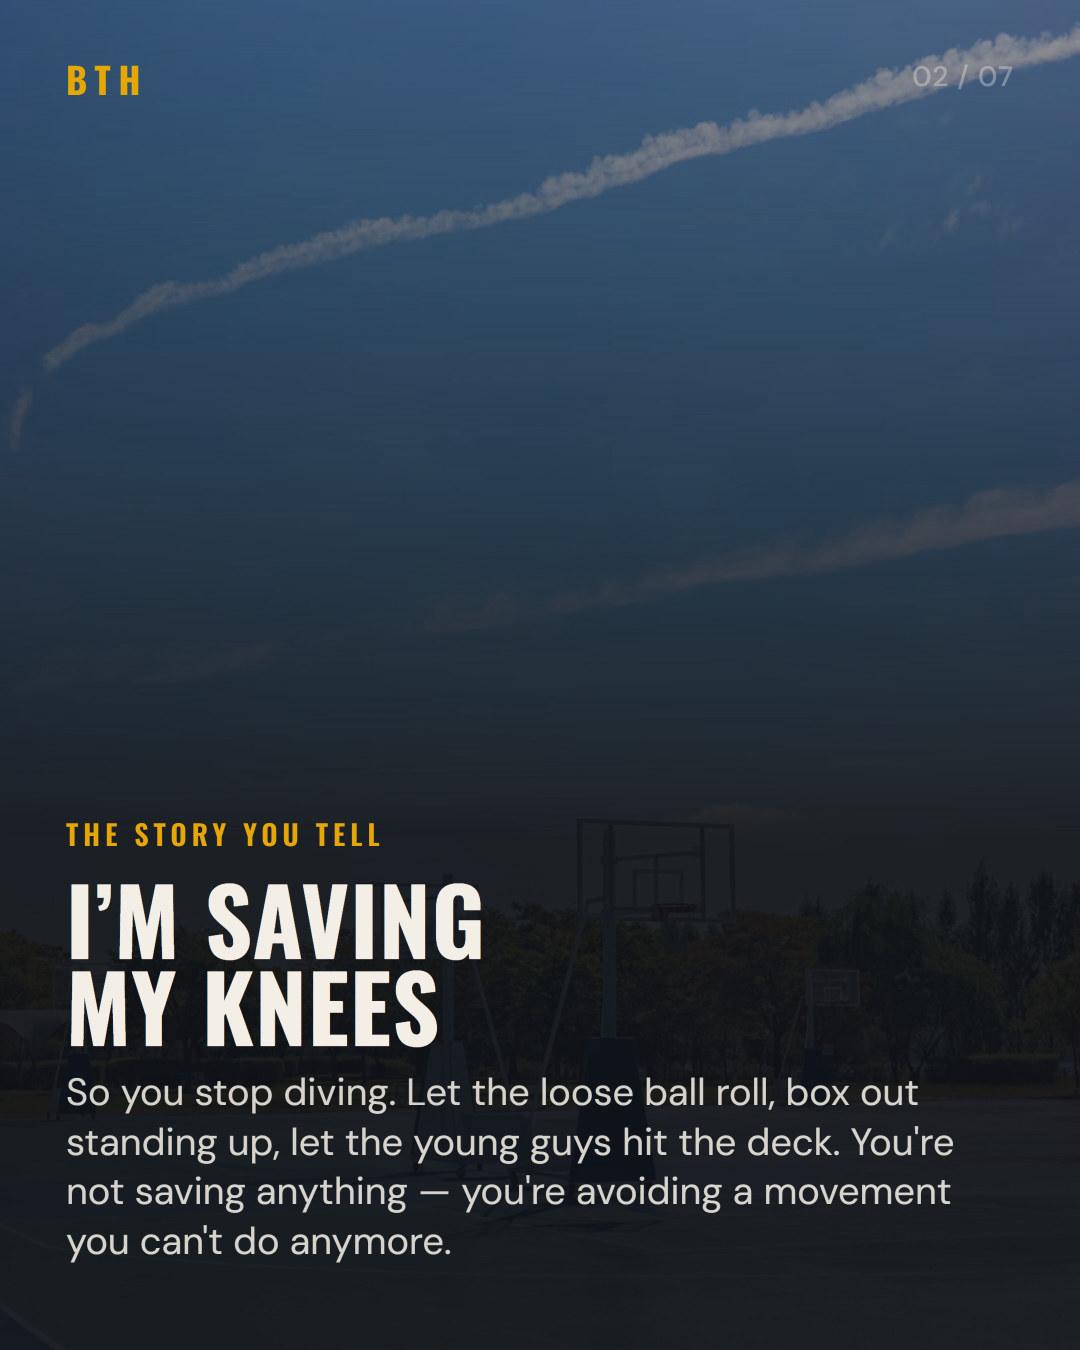 BTH
02 / 07
THE STORY YOU TELL
I’M SAVING
MY KNEES
So you stop diving. Let the loose ball roll, box out
standing up, let the young guys hit the deck. You're
not saving anything — you're avoiding a movement
you can't do anymore.